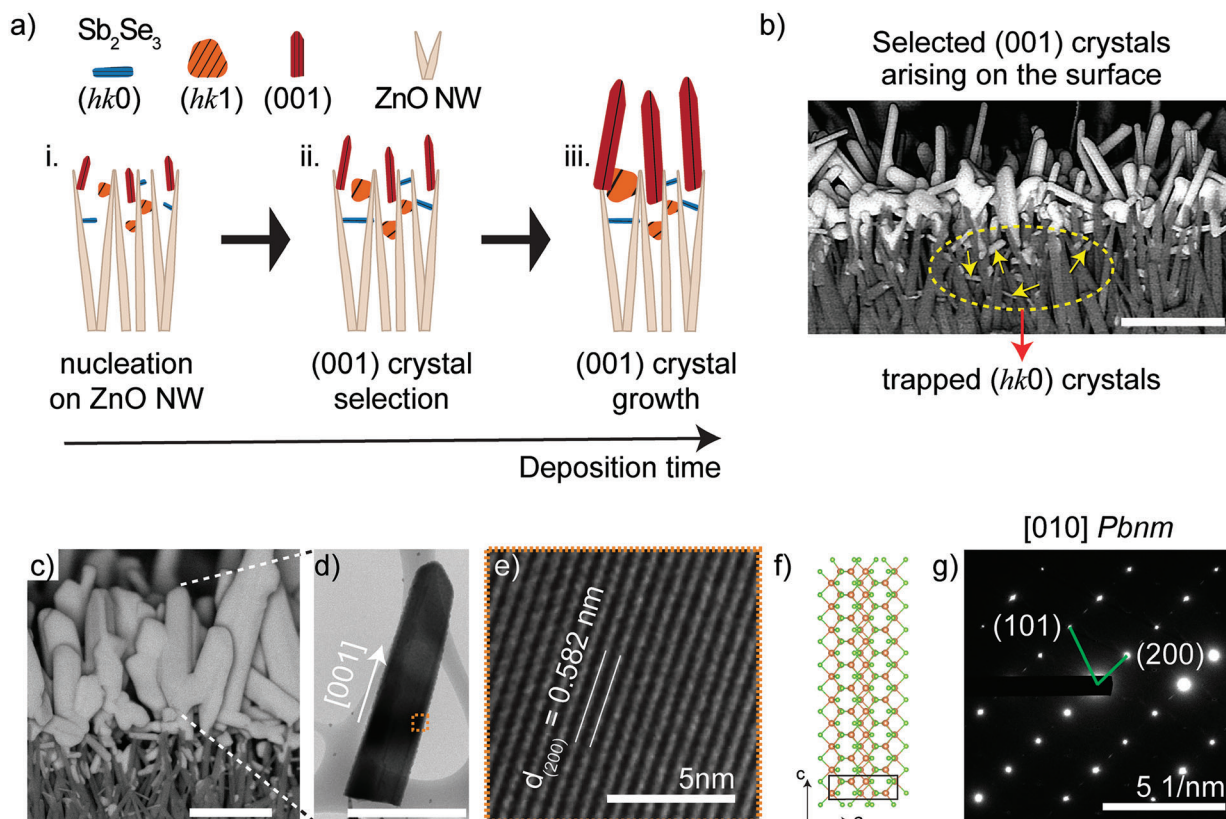 a)
Sb2Se3
(hk0)
(hk1)
(001)
ZnO NW
i.
ii.
iii.
nucleation
on ZnO NW
(001) crystal
selection
(001) crystal
growth
Deposition time
b)
Selected (001) crystals
arising on the surface
trapped (hk0) crystals
c)
d)
[001]
e)
d(200) = 0.582 nm
5nm
f)
c
[010] Pbnm
g)
(101)
(200)
5 1/nm